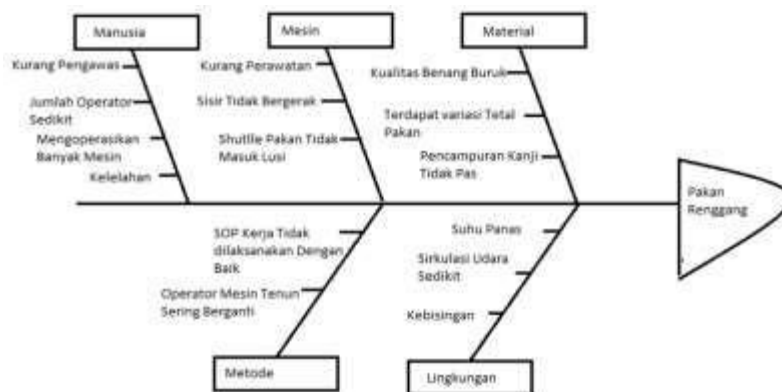 Manusia
Mesin
Material
Kurang Pengawas
Jumlah Operator
Sedikit
Mengoperasikan
Banyak Mesin
Kelelahan
Kurang Perawatan
Sisir Tidak Bergerak
Shutlle Pakan Tidak
Masuk Lusi
Kualitas Benang Buruk
Terdapat variasi Tetal
Pakan
Pencampuran Kanji
Tidak Pas
Pakan
Renggang
SOP Kerja Tidak
dilaksanakan Dengan
Baik
Operator Mesin Tenun
Sering Berganti
Suhu Panas
Sirkulasi Udara
Sedikit
Kebisingan
Metode
Lingkungan